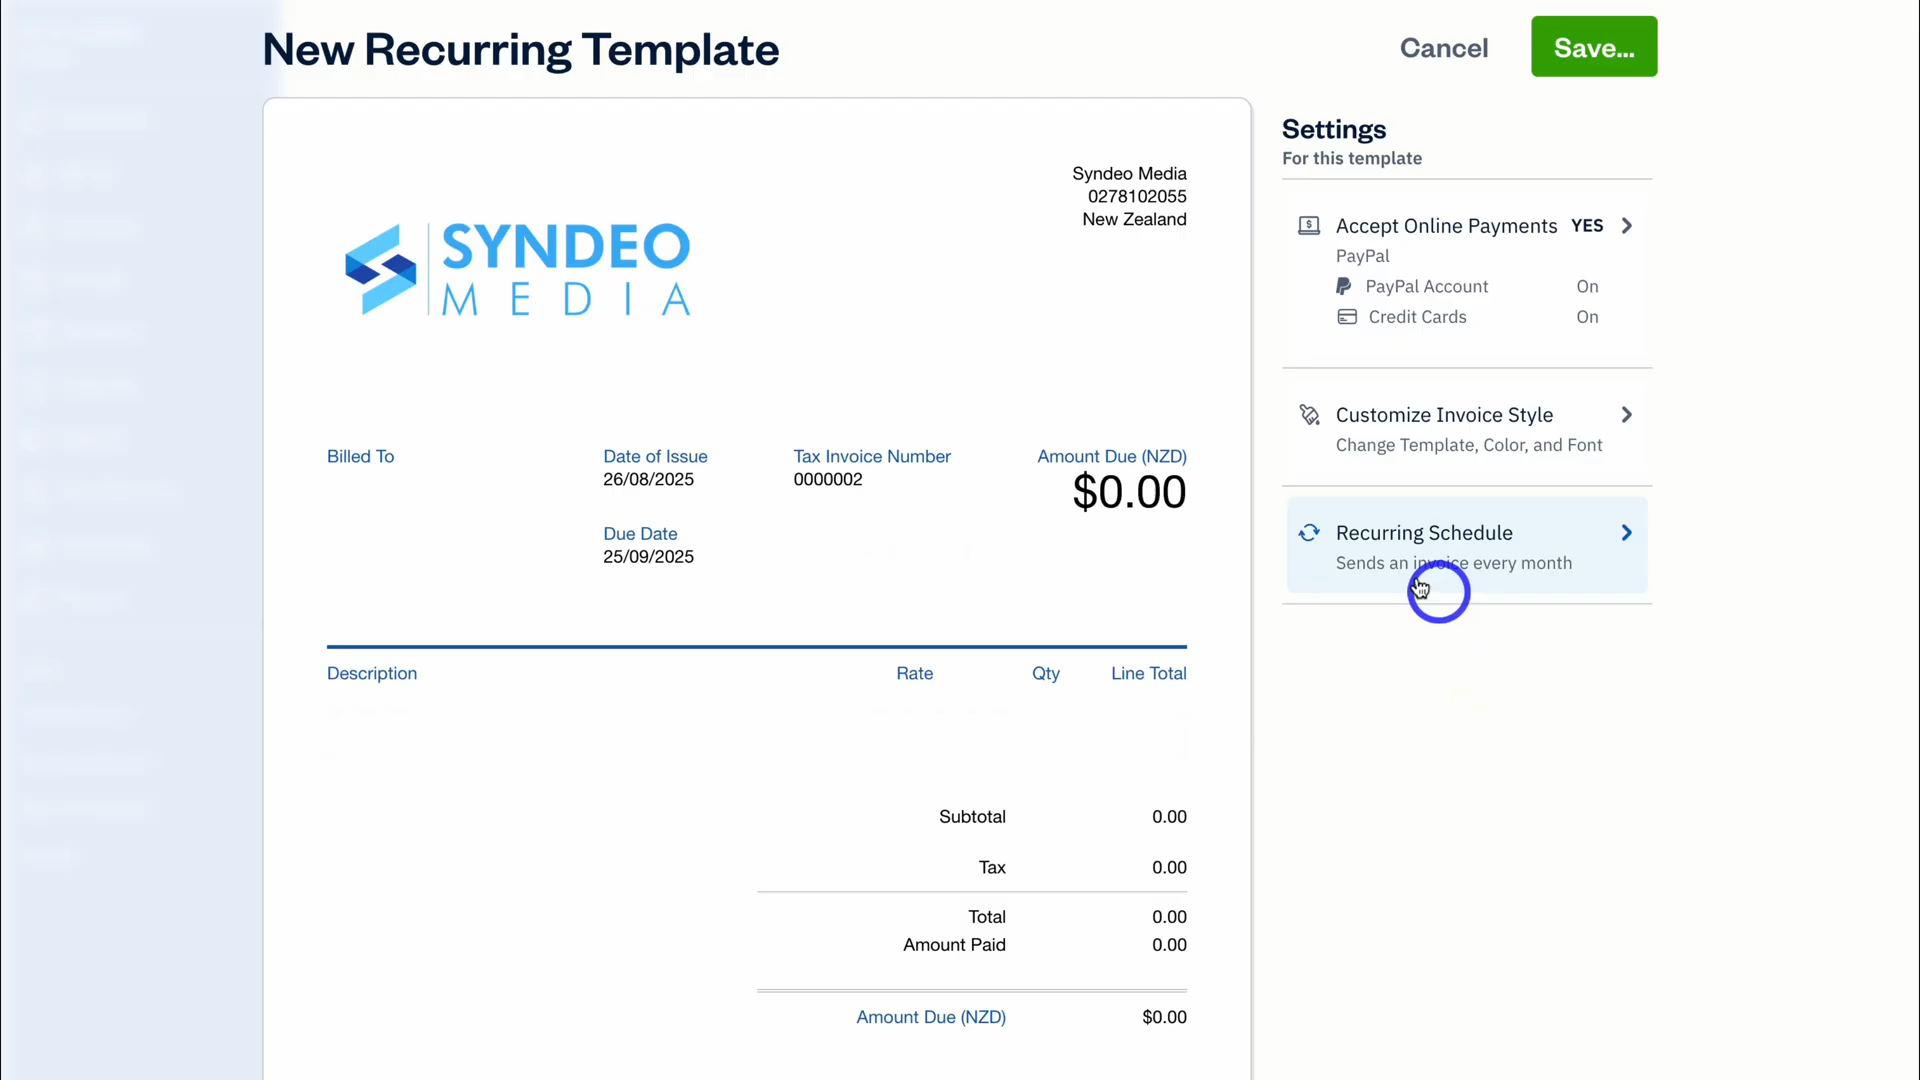 New Recurring Template
Cancel
Save...
Syndeo Media
0278102055
New Zealand
SYNDEO
MEDIA
Billed To
Date of Issue
26/08/2025
Due Date
25/09/2025
Tax Invoice Number
0000002
Amount Due (NZD)
$0.00
Description Rate Qty Line Total
Subtotal 0.00
Tax 0.00
Total 0.00
Amount Paid 0.00
Amount Due (NZD) $0.00
Settings
For this template
Accept Online Payments YES
PayPal
PayPal Account On
Credit Cards On
Customize Invoice Style
Change Template, Color, and Font
Recurring Schedule
Sends an invoice every month